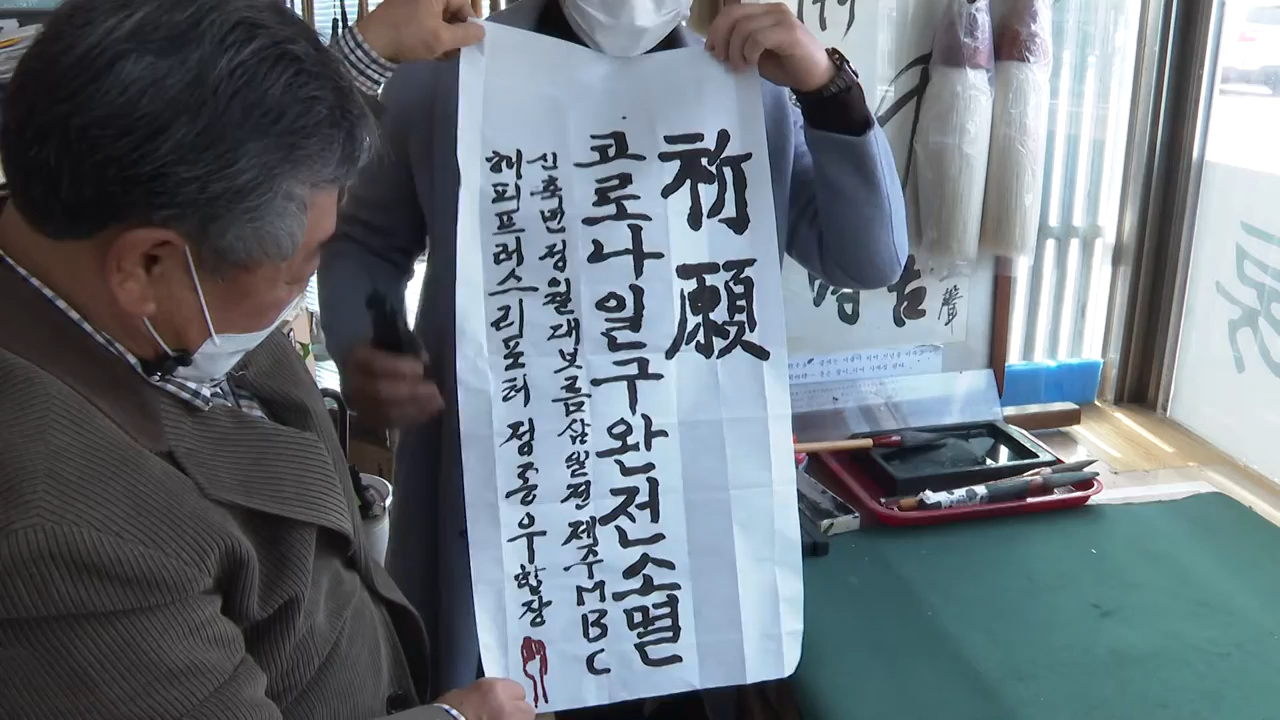 祈願
코로나일구완전소멸
신축년정월대보름삼일전제주MBC
해피프레스리포터 정종우합장